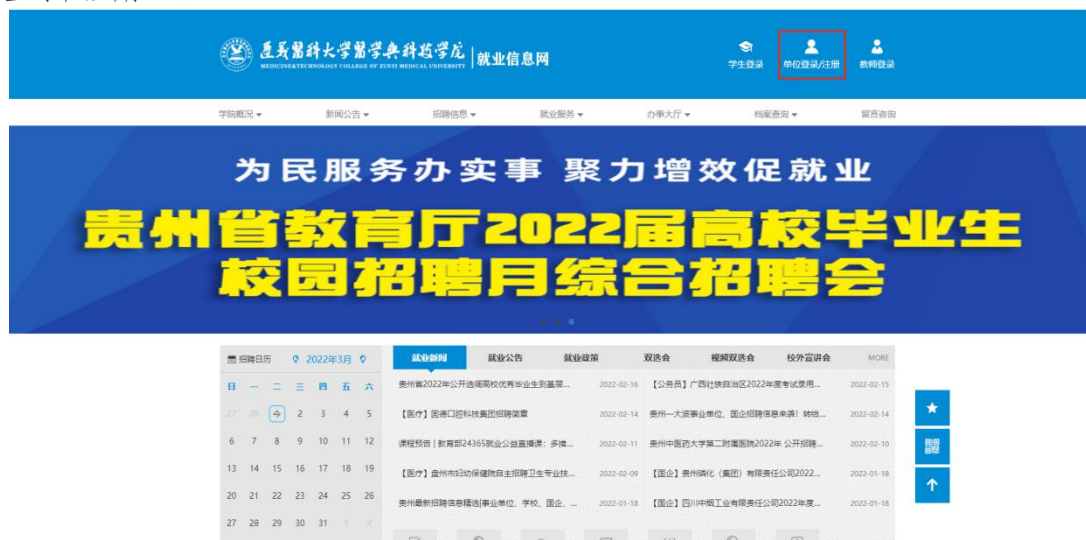 遵义医科大学医学与科技学院 就业信息网
MEDICINE&TECHNOLOGY COLLEGE OF ZUNYI MEDICAL UNIVERSITY
学生登录 单位登录/注册 教师登录
学院概况 新闻公告 招聘信息 就业服务 办事大厅 档案查询 留言咨询
为民服务办实事 聚力增效促就业
贵州省教育厅2022届高校毕业生
校园招聘月综合招聘会
招聘日历 2022年3月
日 一 二 三 四 五 六
27 28 今 2 3 4 5
6 7 8 9 10 11 12
13 14 15 16 17 18 19
20 21 22 23 24 25 26
27 28 29 30 31 1 2
就业新闻 就业公告 就业政策
贵州省2022年公开选调高校优秀毕业生到基层... 2022-02-16
【医疗】固德口腔科技集团招聘简章 2022-02-14
课程预告 | 教育部24365就业公益直播课：多措... 2022-02-11
【医疗】盘州市妇幼保健院自主招聘卫生专业技... 2022-02-09
贵州最新招聘信息精选|事业单位、学校、国企、... 2022-01-18
双选会 视频双选会 校外宣讲会 MORE
【公务员】广西壮族自治区2022年度考试录用... 2022-02-15
贵州一大波事业单位、国企招聘信息来袭！转给... 2022-02-14
贵州中医药大学第二附属医院2022年 公开招聘... 2022-02-10
【国企】贵州磷化（集团）有限责任公司2022... 2022-01-18
【国企】四川中烟工业有限责任公司2022年度... 2022-01-18